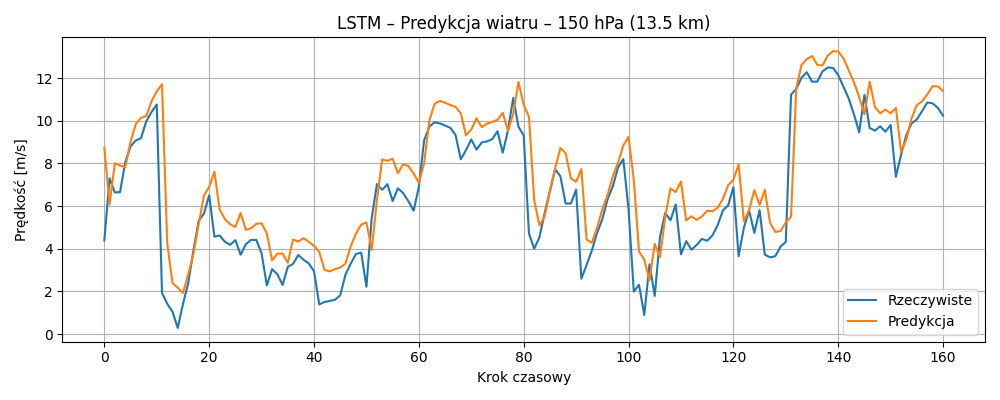 LSTM – Predykcja wiatru – 150 hPa (13.5 km)
Prędkość [m/s]
12
10
8
6
4
2
0
0 20 40 60 80 100 120 140 160
Krok czasowy
Rzeczywiste
Predykcja